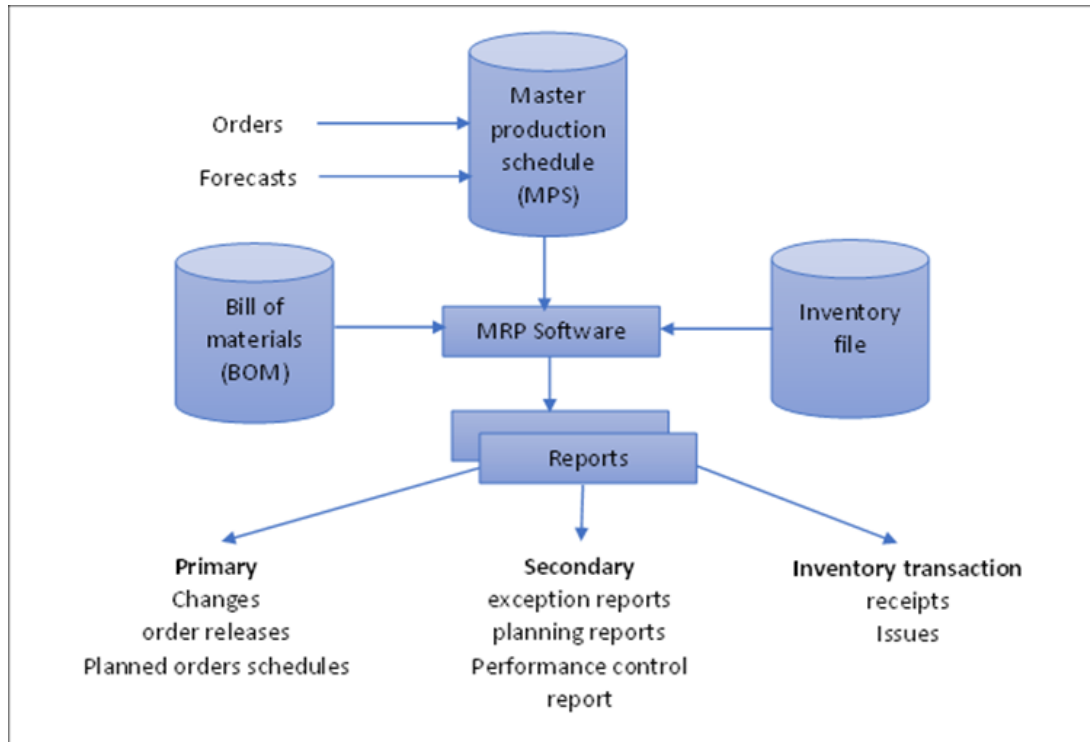 Master
production
schedule
(MPS)
Orders
Forecasts
Bill of
materials
(BOM)
MRP Software
Inventory
file
Reports
Primary
Changes
order releases
Planned orders schedules
Secondary
exception reports
planning reports
Performance control
report
Inventory transaction
receipts
Issues